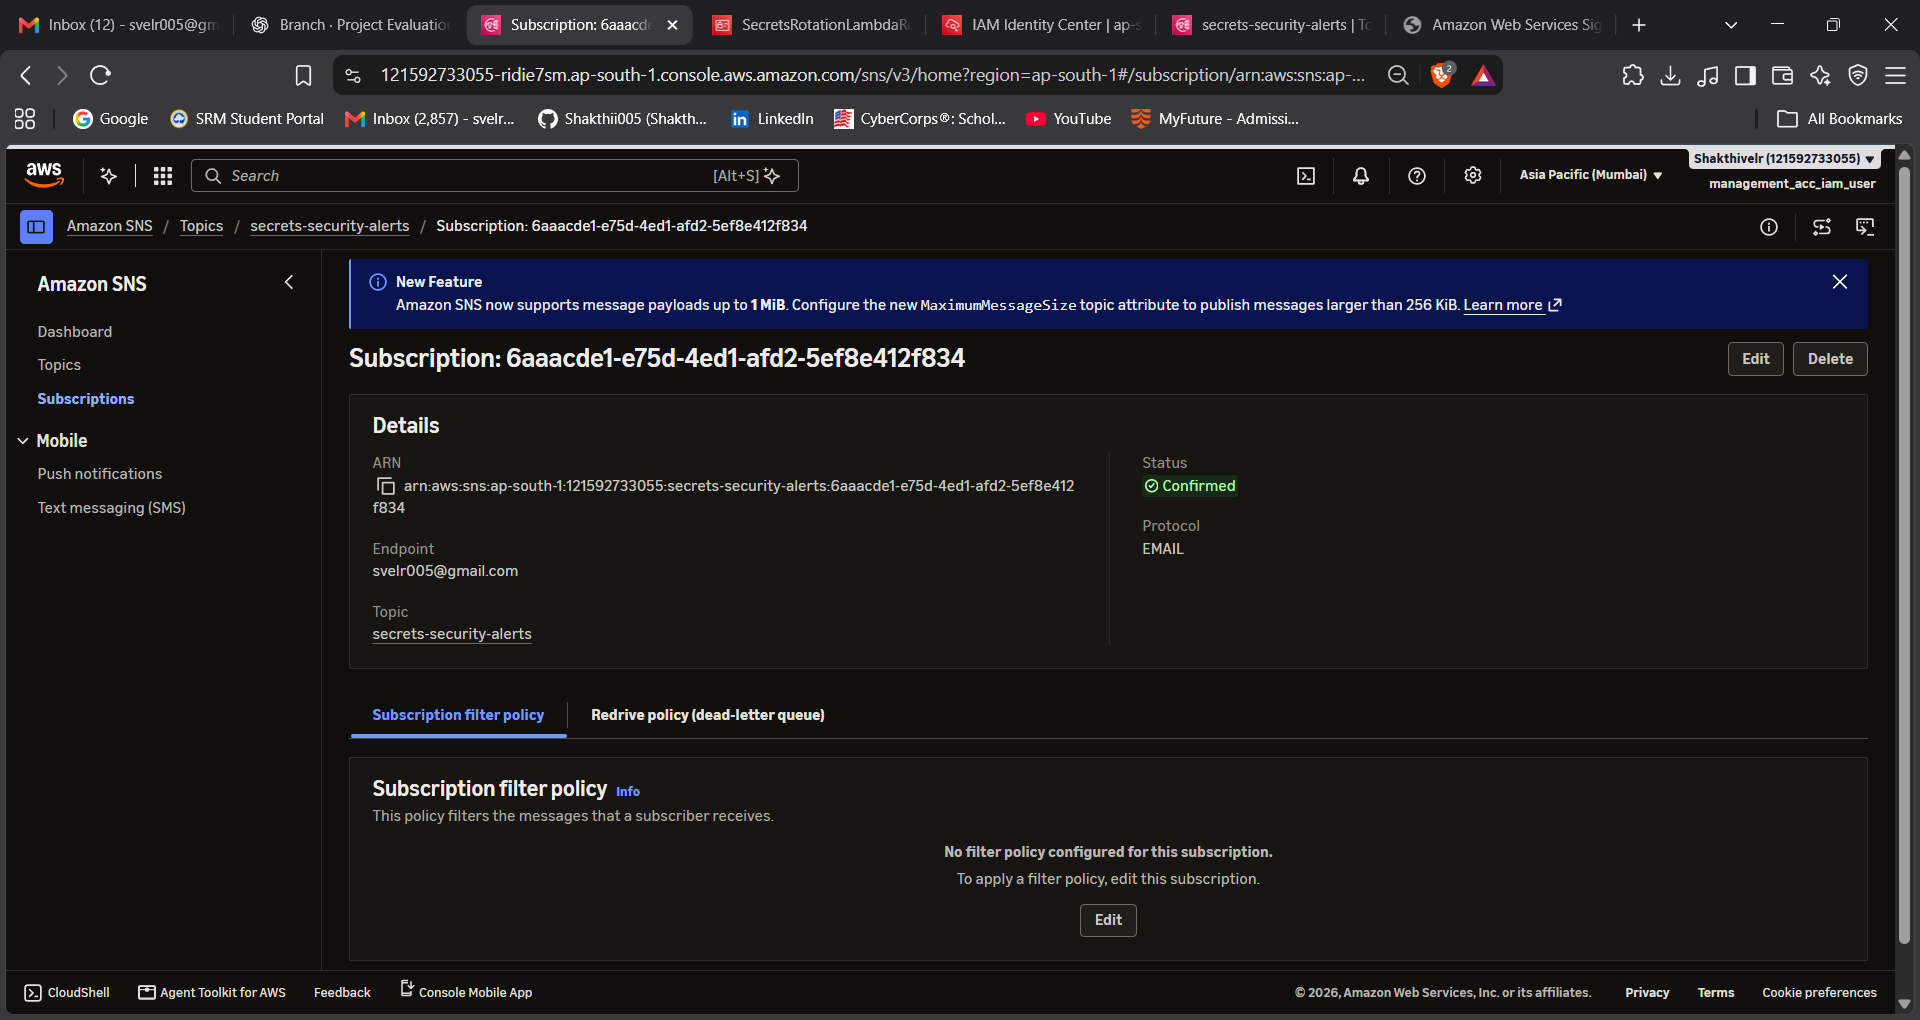 Inbox (12) - svelr005@gm
Branch · Project Evaluation
Subscription: 6aaacde
SecretsRotationLambdaR
IAM Identity Center | ap-s
secrets-security-alerts | To
Amazon Web Services Sig
121592733055-ridie7sm.ap-south-1.console.aws.amazon.com/sns/v3/home?region=ap-south-1#/subscription/arn:aws:sns:ap-...
2
Google
SRM Student Portal
Inbox (2,857) - svelr...
Shakthii005 (Shakth...
LinkedIn
CyberCorps®: Schol...
YouTube
MyFuture - Admissi...
All Bookmarks
aws
Search
[Alt+S]
Asia Pacific (Mumbai)
Shakthivelr (121592733055)
management_acc_iam_user
Amazon SNS / Topics / secrets-security-alerts / Subscription: 6aaacde1-e75d-4ed1-afd2-5ef8e412f834
Amazon SNS
Dashboard
Topics
Subscriptions
Mobile
Push notifications
Text messaging (SMS)
New Feature
Amazon SNS now supports message payloads up to 1 MiB. Configure the new MaximumMessageSize topic attribute to publish messages larger than 256 KiB. Learn more
Subscription: 6aaacde1-e75d-4ed1-afd2-5ef8e412f834
Edit
Delete
Details
ARN
arn:aws:sns:ap-south-1:121592733055:secrets-security-alerts:6aaacde1-e75d-4ed1-afd2-5ef8e412
f834
Endpoint
svelr005@gmail.com
Topic
secrets-security-alerts
Status
Confirmed
Protocol
EMAIL
Subscription filter policy
Redrive policy (dead-letter queue)
Subscription filter policy Info
This policy filters the messages that a subscriber receives.
No filter policy configured for this subscription.
To apply a filter policy, edit this subscription.
Edit
CloudShell
Agent Toolkit for AWS
Feedback
Console Mobile App
© 2026, Amazon Web Services, Inc. or its affiliates.
Privacy
Terms
Cookie preferences